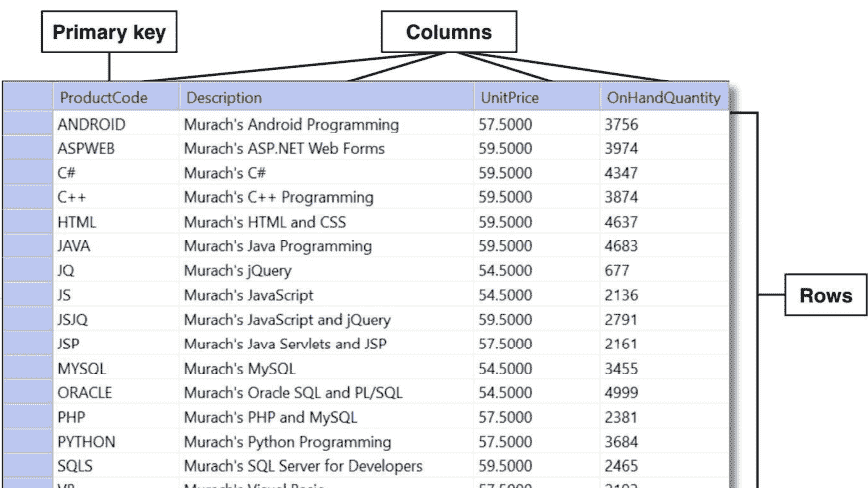 Primary key Columns
ProductCode Description UnitPrice OnHandQuantity
ANDROID Murach's Android Programming 57.5000 3756
ASPWEB Murach's ASP.NET Web Forms 59.5000 3974
C# Murach's C# 59.5000 4347
C++ Murach's C++ Programming 59.5000 3874
HTML Murach's HTML and CSS 59.5000 4637
JAVA Murach's Java Programming 59.5000 4683
JQ Murach's jQuery 54.5000 677
JS Murach's JavaScript 54.5000 2136
Rows
JSJQ Murach's JavaScript and jQuery 59.5000 2791
JSP Murach's Java Servlets and JSP 57.5000 2161
MYSQL Murach's MySQL 54.5000 3455
ORACLE Murach's Oracle SQL and PL/SQL 54.5000 4999
PHP Murach's PHP and MySQL 57.5000 2381
PYTHON Murach's Python Programming 57.5000 3684
SQLS Murach's SQL Server for Developers 59.5000 2465